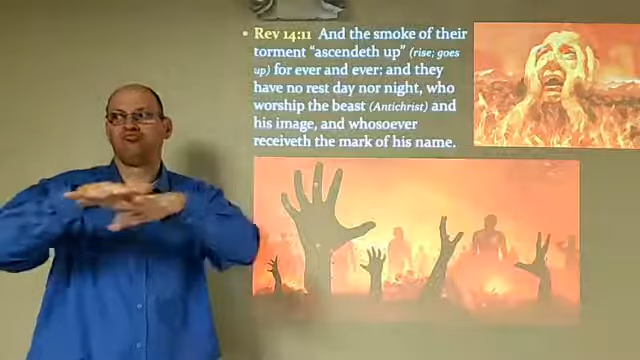 • Rev 14:11 And the smoke of their
torment "ascendeth up" (rise; goes
up) for ever and ever: and they
have no rest day nor night, who
worship the beast (Antichrist) and
his image, and whosoever
receiveth the mark of his name.